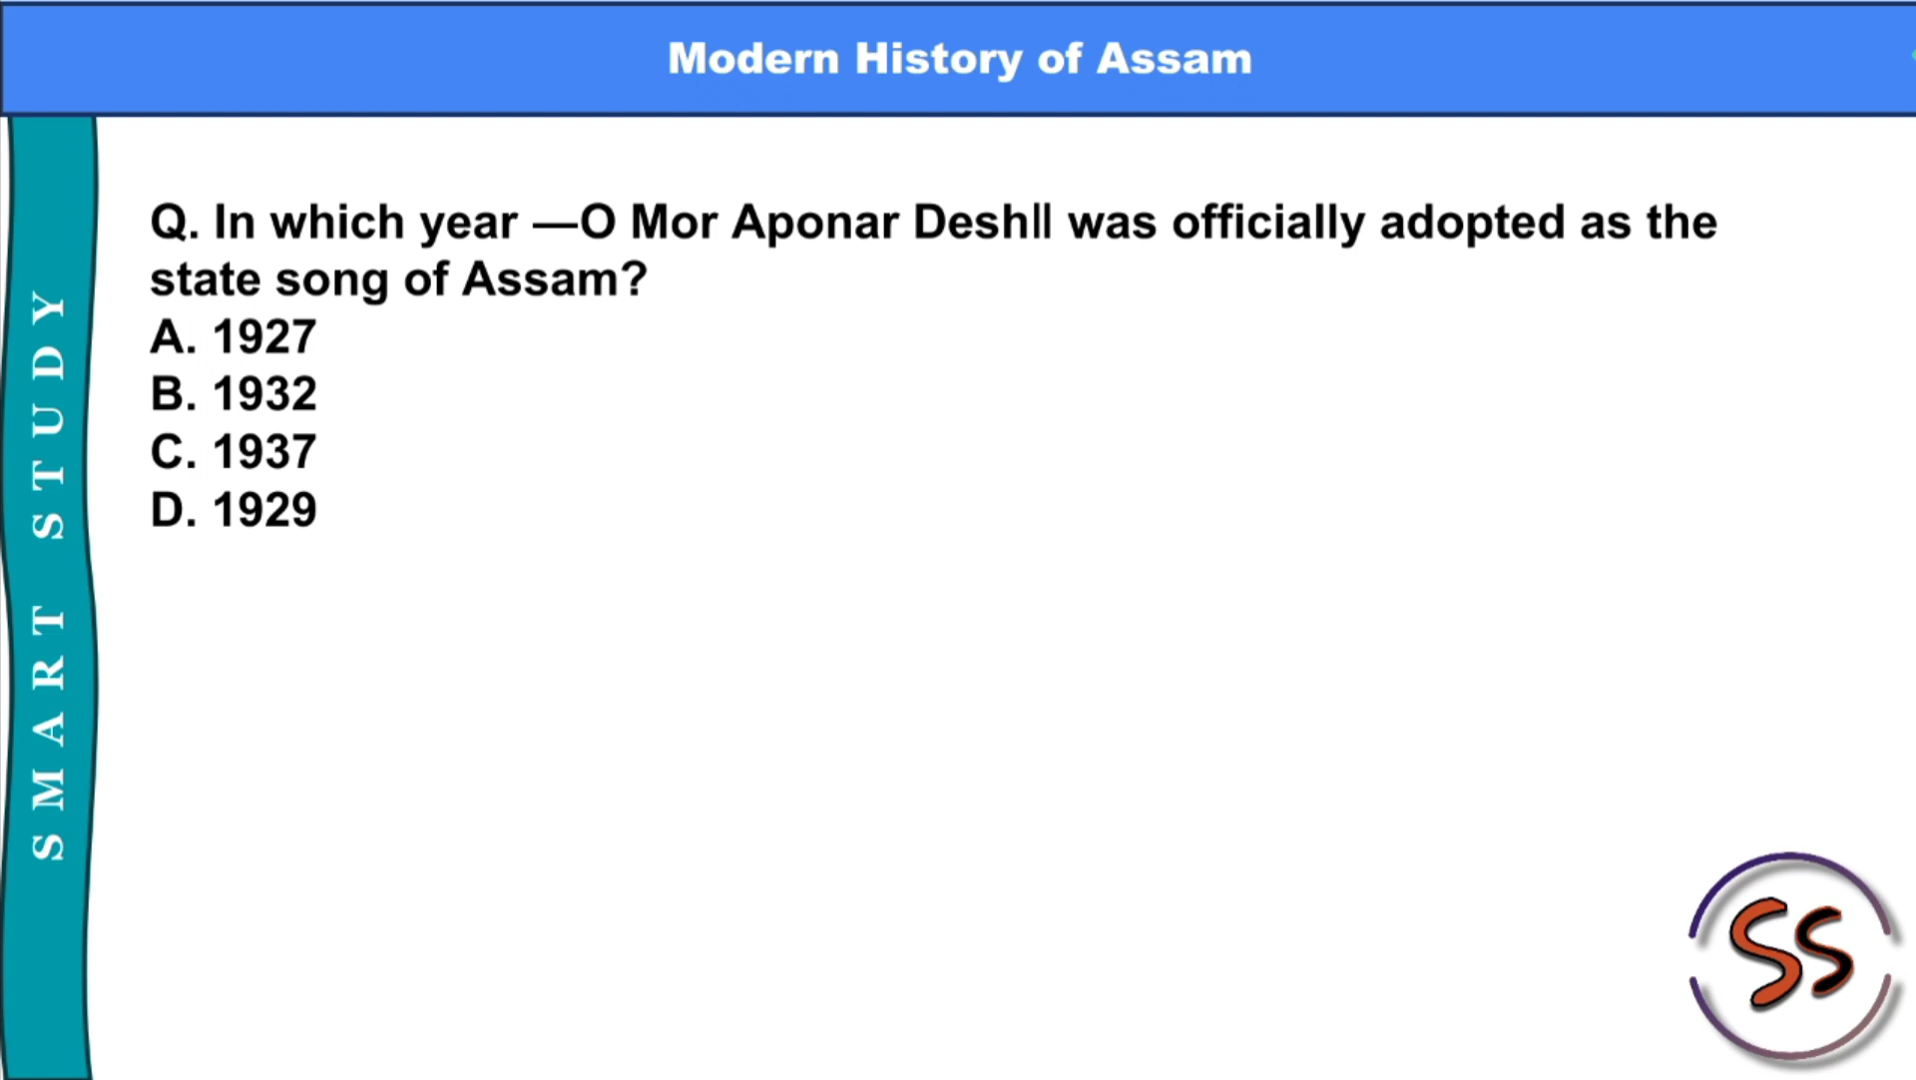 Modern History of Assam
Q. In which year ―O Mor Aponar Desh‖ was officially adopted as the
state song of Assam?
A. 1927
B. 1932
C. 1937
D. 1929
SMART STUDY
SS